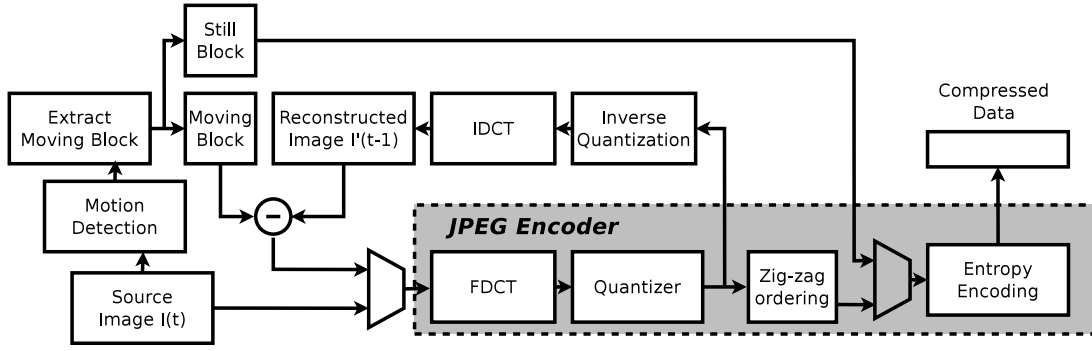 Still
Block
Extract
Moving Block
Moving
Block
Reconstructed
Image I'(t-1)
IDCT
Inverse
Quantization
Compressed
Data
Motion
Detection
−
JPEG Encoder
Source
Image I(t)
FDCT
Quantizer
Zig-zag
ordering
Entropy
Encoding